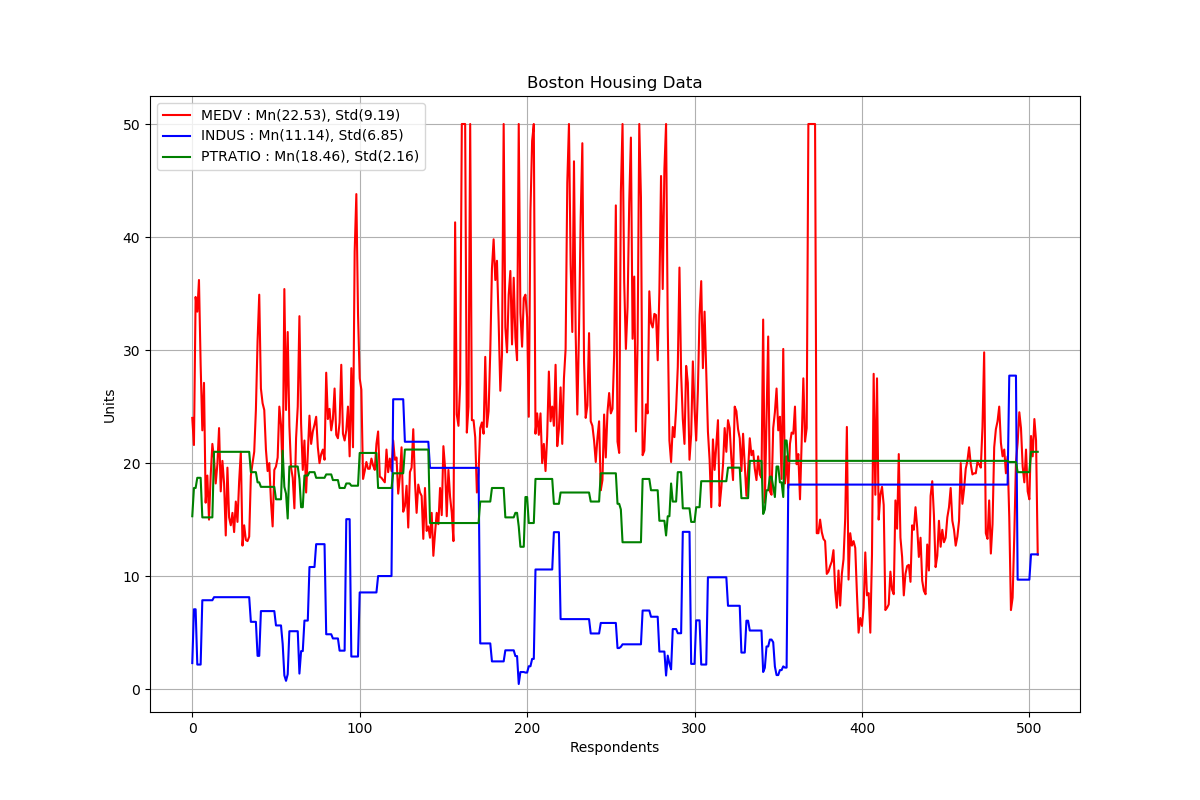 Boston Housing Data
MEDV : Mn(22.53), Std(9.19)
INDUS : Mn(11.14), Std(6.85)
PTRATIO : Mn(18.46), Std(2.16)
50
40
30
20
10
0
Units
0 100 200 300 400 500
Respondents